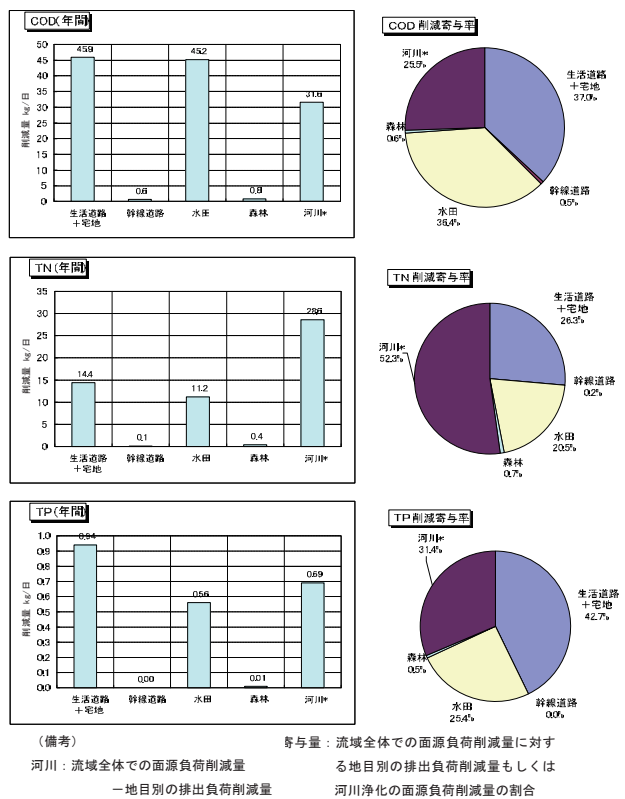 COD(年間)
削減量 kg/日
50
45
40
35
30
25
20
15
10
5
0
45.9
0.6
45.2
0.8
31.6
生活道路
+宅地
幹線道路
水田
森林
河川*
COD 削減寄与率
河川*
25.5%
生活道路
+宅地
37.0%
森林
0.6%
幹線道路
0.5%
水田
36.4%
TN(年間)
削減量 kg/日
35
30
25
20
15
10
5
0
14.4
0.1
11.2
0.4
28.6
生活道路
+宅地
幹線道路
水田
森林
河川*
TN 削減寄与率
生活道路
+宅地
26.3%
河川*
52.3%
幹線道路
0.2%
水田
20.5%
森林
0.7%
TP(年間)
削減量 kg/日
1.0
0.9
0.8
0.7
0.6
0.5
0.4
0.3
0.2
0.1
0.0
0.94
0.00
0.56
0.01
0.69
生活道路
+宅地
幹線道路
水田
森林
河川*
TP 削減寄与率
河川*
31.4%
生活道路
+宅地
42.7%
森林
0.5%
幹線道路
0.0%
水田
25.4%
(備考)
河川：流域全体での面源負荷削減量
－地目別の排出負荷削減量
寄与量：流域全体での面源負荷削減量に対す
る地目別の排出負荷削減量もしくは
河川浄化の面源負荷削減量の割合